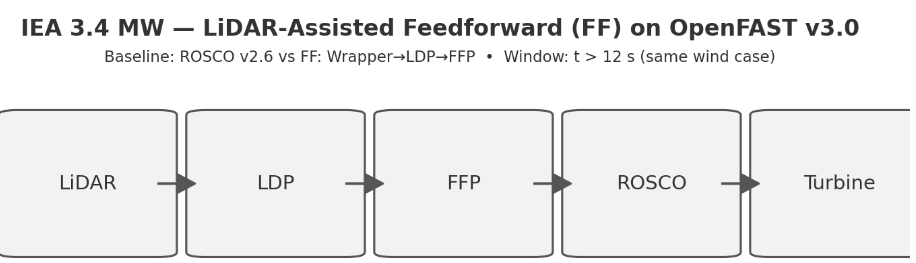 IEA 3.4 MW — LiDAR-Assisted Feedforward (FF) on OpenFAST v3.0
Baseline: ROSCO v2.6 vs FF: Wrapper→LDP→FFP • Window: t > 12 s (same wind case)
LiDAR
LDP
FFP
ROSCO
Turbine